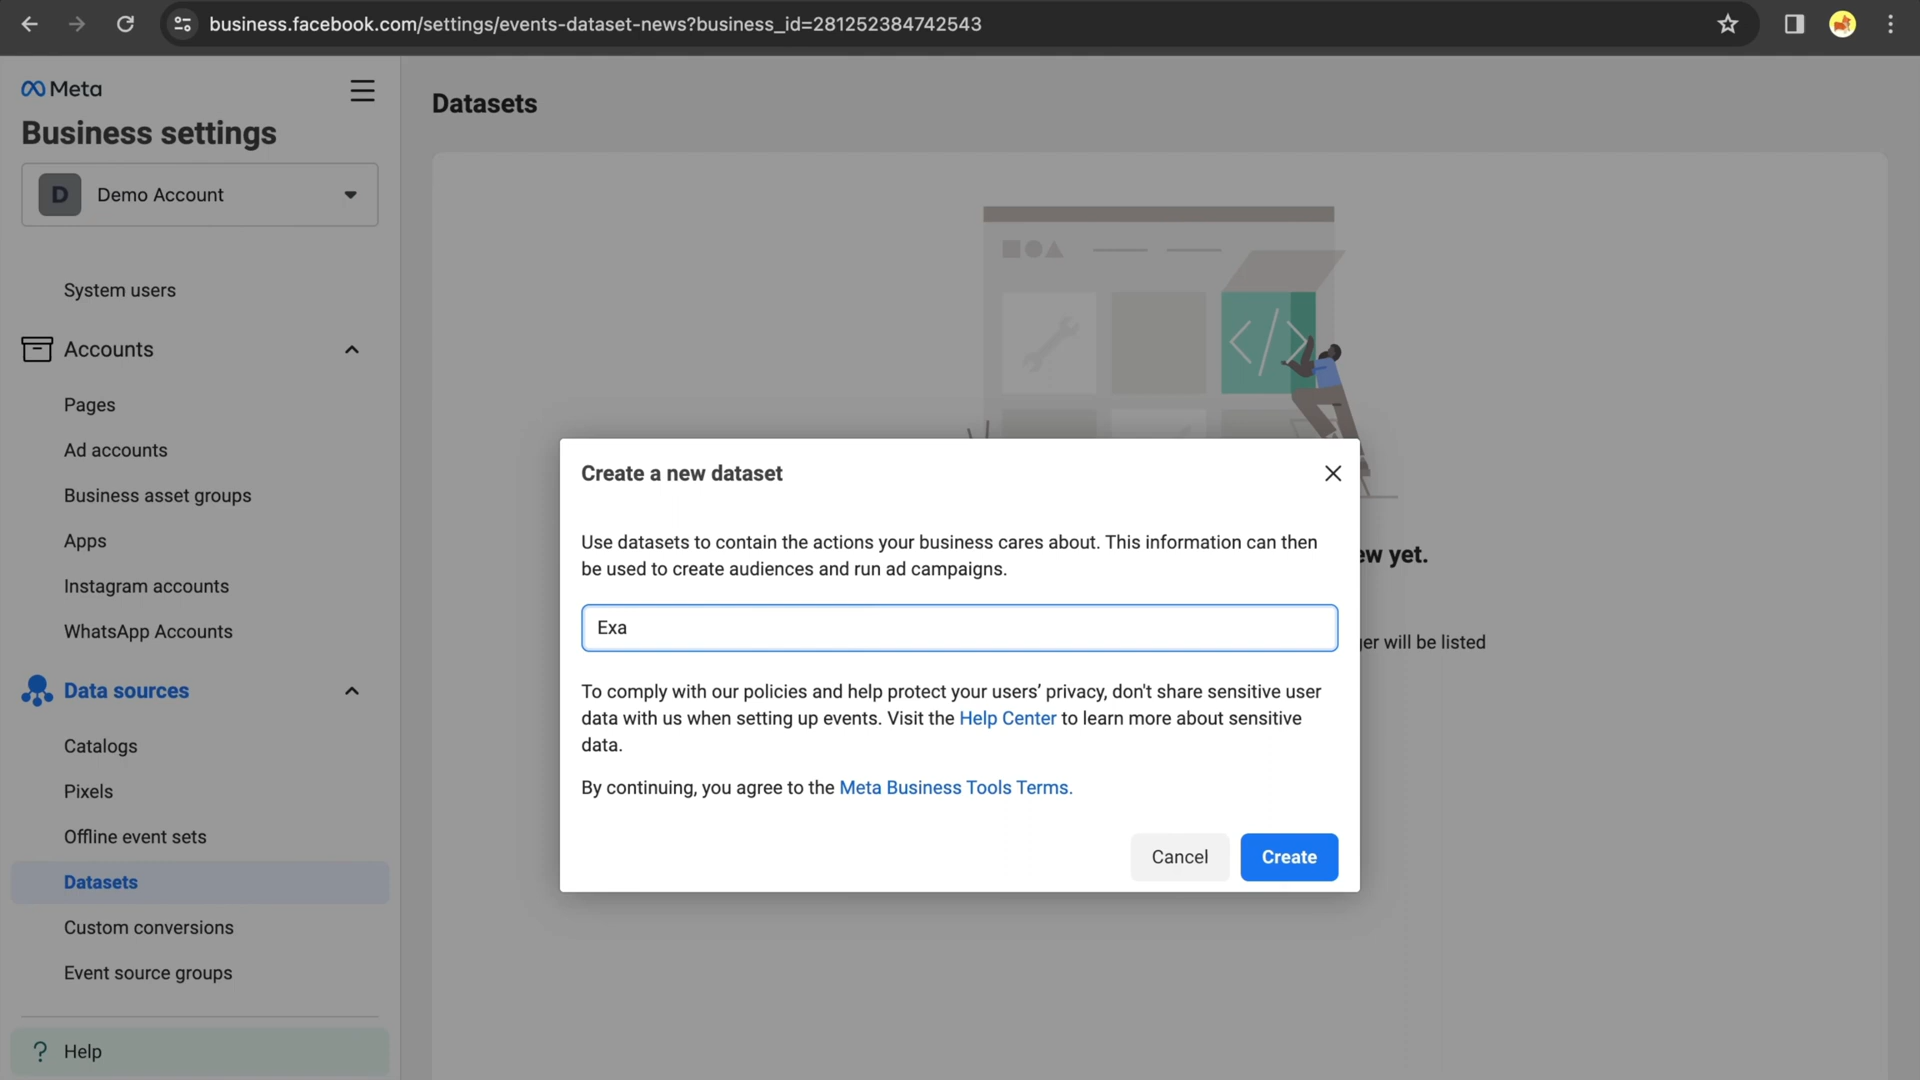 business.facebook.com/settings/events-dataset-news?business_id=281252384742543
Meta
Business settings
D Demo Account
System users
Accounts
Pages
Ad accounts
Business asset groups
Apps
Instagram accounts
WhatsApp Accounts
Data sources
Catalogs
Pixels
Offline event sets
Datasets
Custom conversions
Event source groups
? Help
Datasets
</>
ew yet.
ger will be listed
Create a new dataset
Use datasets to contain the actions your business cares about. This information can then
be used to create audiences and run ad campaigns.
Exa
To comply with our policies and help protect your users’ privacy, don't share sensitive user
data with us when setting up events. Visit the Help Center to learn more about sensitive
data.
By continuing, you agree to the Meta Business Tools Terms.
Cancel Create